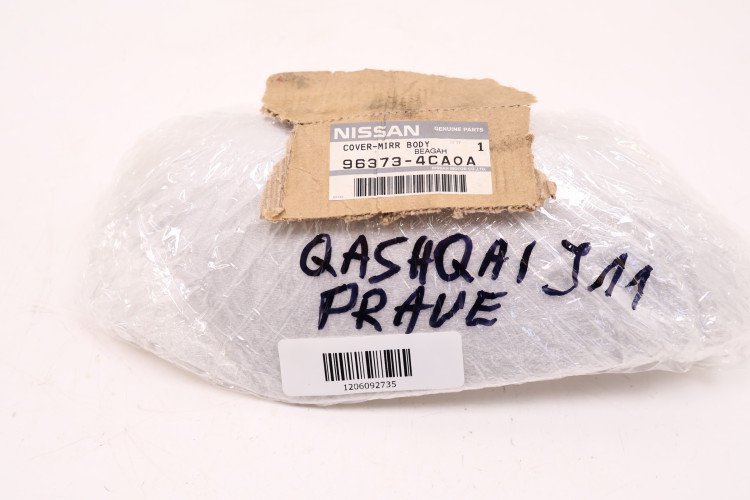 NISSAN GENUINE PARTS
COVER-MIRR BODY 1
BEAGAH
96373-4CA0A
QASHQAI J11
PRAVE
1206092735